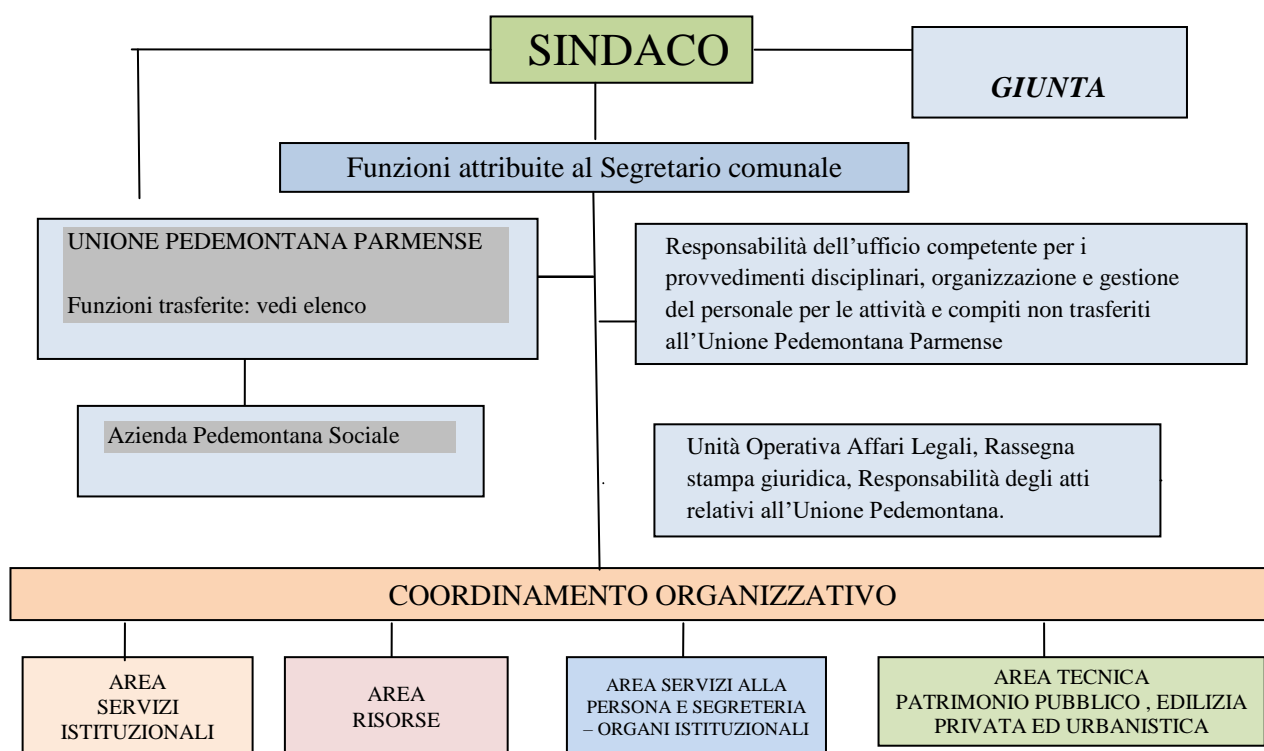 SINDACO
GIUNTA
Funzioni attribuite al Segretario comunale
UNIONE PEDEMONTANA PARMENSE
Funzioni trasferite: vedi elenco
Responsabilità dell’ufficio competente per i
provvedimenti disciplinari, organizzazione e gestione
del personale per le attività e compiti non trasferiti
all’Unione Pedemontana Parmense
Azienda Pedemontana Sociale
Unità Operativa Affari Legali, Rassegna
stampa giuridica, Responsabilità degli atti
relativi all’Unione Pedemontana.
COORDINAMENTO ORGANIZZATIVO
AREA
SERVIZI
ISTITUZIONALI
AREA
RISORSE
AREA SERVIZI ALLA
PERSONA E SEGRETERIA
– ORGANI ISTITUZIONALI
AREA TECNICA
PATRIMONIO PUBBLICO , EDILIZIA
PRIVATA ED URBANISTICA